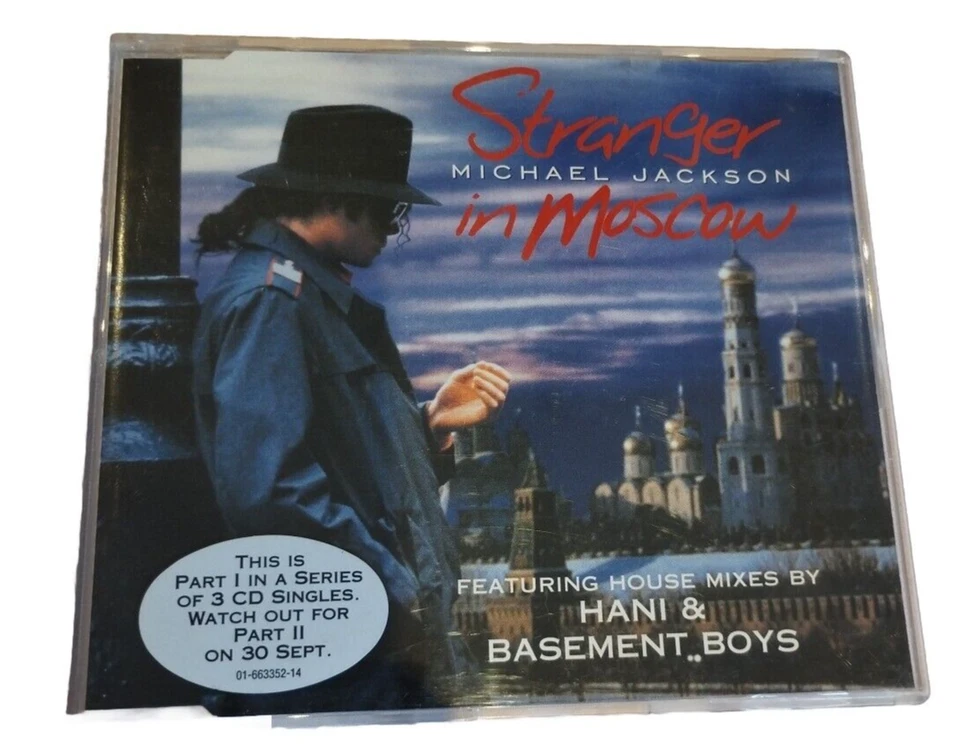 Stranger
MICHAEL JACKSON
in Moscow
FEATURING HOUSE MIXES BY
HANI &
BASEMENT BOYS
THIS IS
PART I IN A SERIES
OF 3 CD SINGLES.
WATCH OUT FOR
PART II
ON 30 SEPT.
01-663352-14